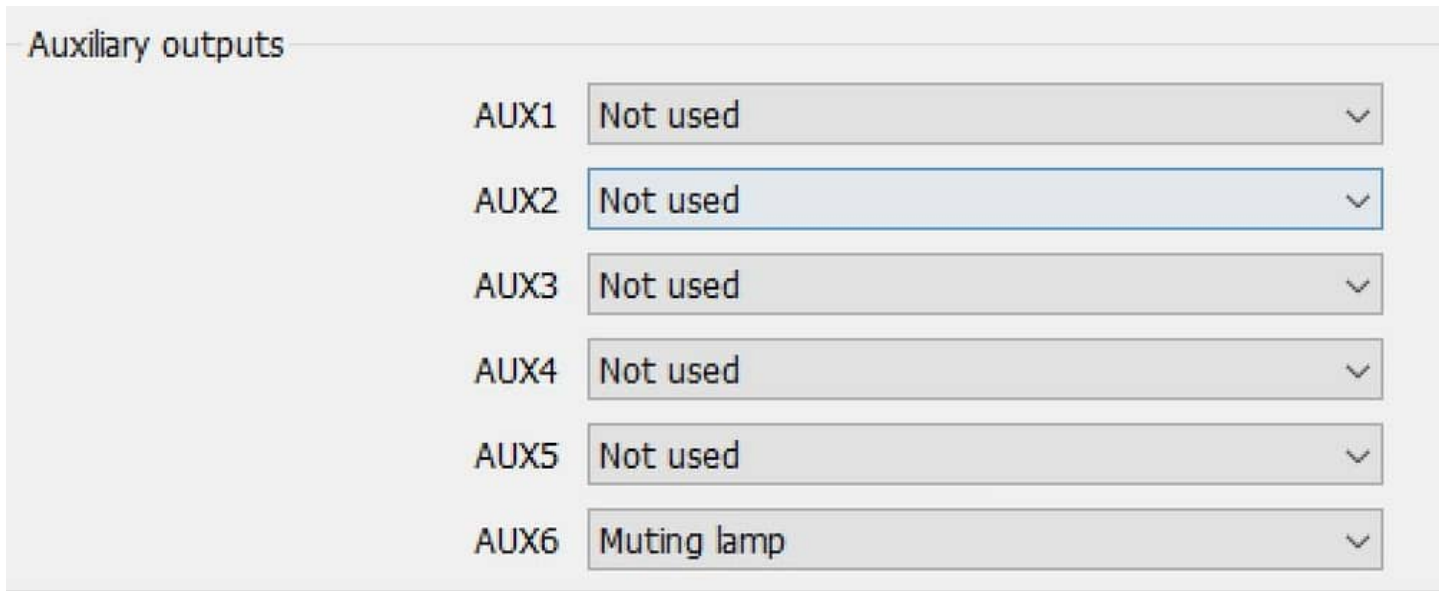 Auxiliary outputs
AUX1 Not used
AUX2 Not used
AUX3 Not used
AUX4 Not used
AUX5 Not used
AUX6 Muting lamp